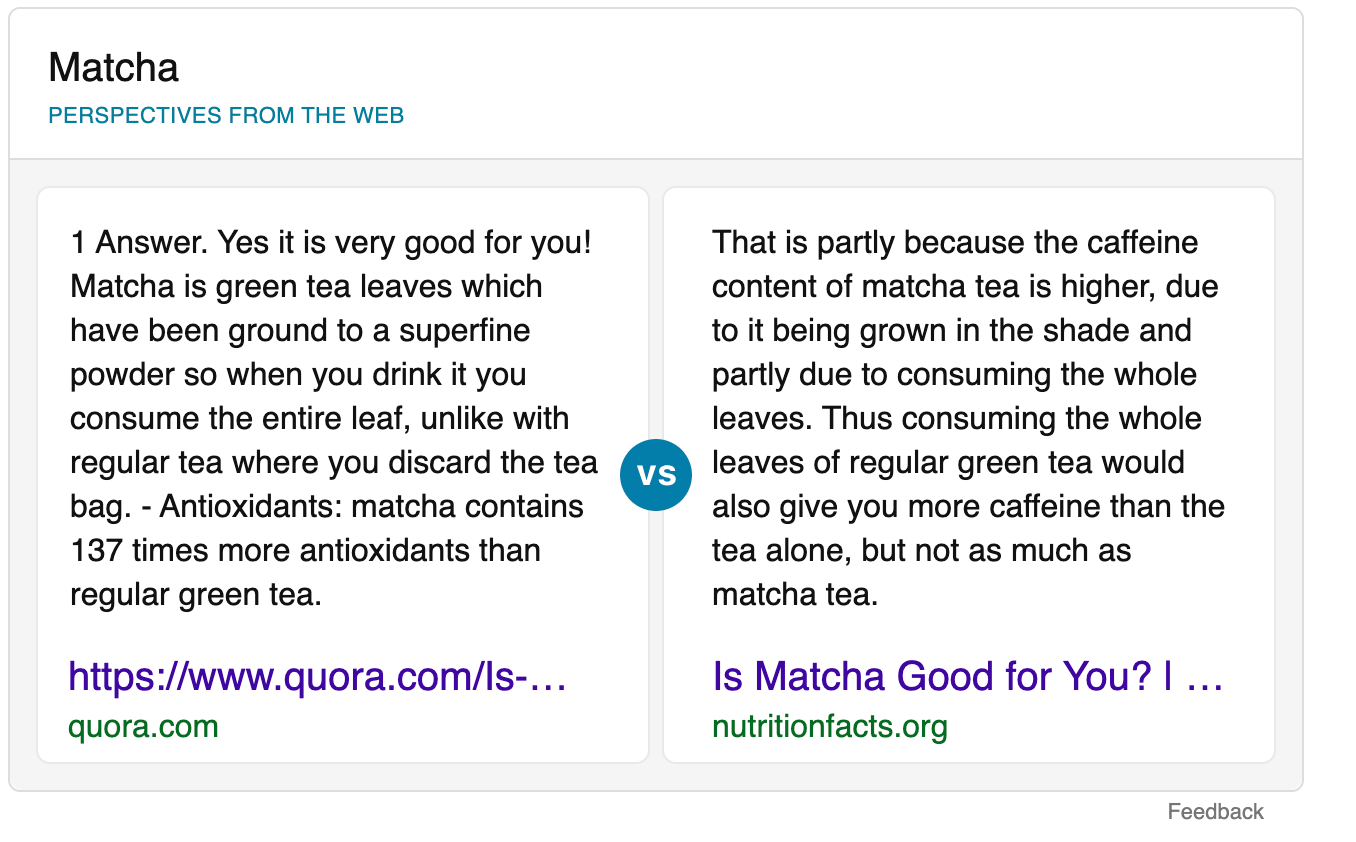 Matcha
PERSPECTIVES FROM THE WEB
1 Answer. Yes it is very good for you!
Matcha is green tea leaves which
have been ground to a superfine
powder so when you drink it you
consume the entire leaf, unlike with
regular tea where you discard the tea
bag. - Antioxidants: matcha contains
137 times more antioxidants than
regular green tea.
https://www.quora.com/Is-…
quora.com
vs
That is partly because the caffeine
content of matcha tea is higher, due
to it being grown in the shade and
partly due to consuming the whole
leaves. Thus consuming the whole
leaves of regular green tea would
also give you more caffeine than the
tea alone, but not as much as
matcha tea.
Is Matcha Good for You? | …
nutritionfacts.org
Feedback